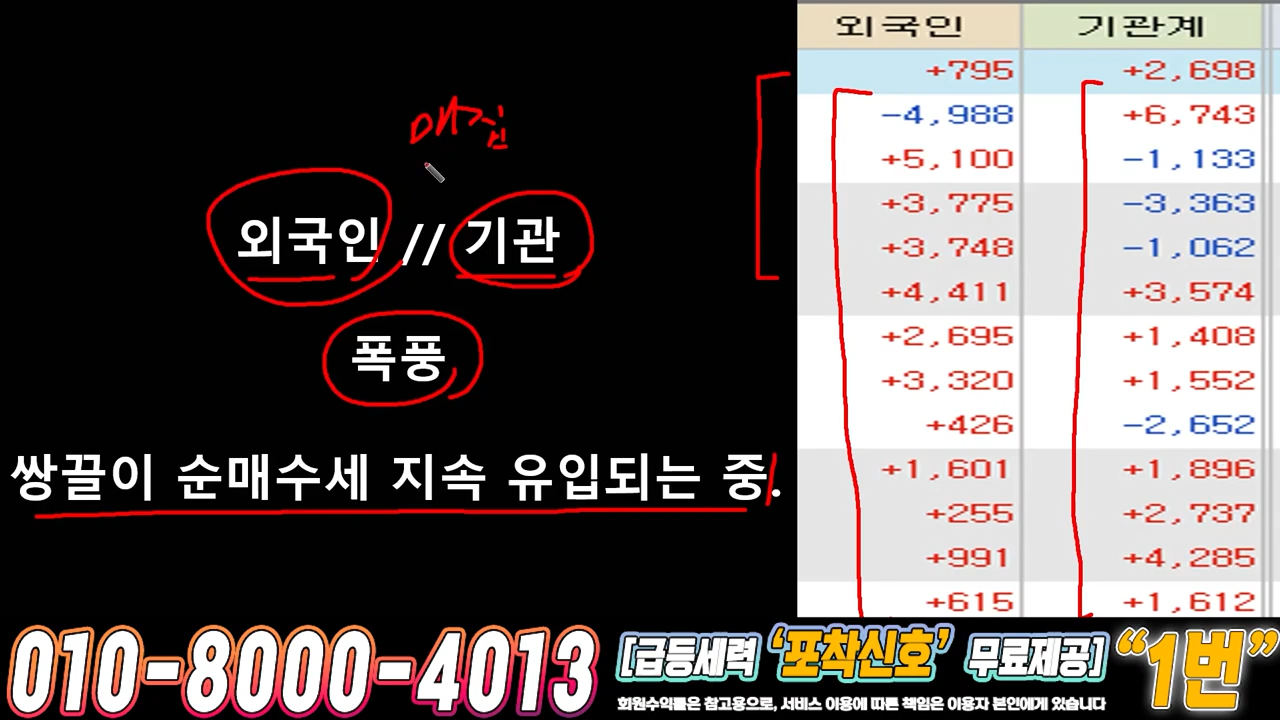 매집
외국인 // 기관
폭풍
쌍끌이 순매수세 지속 유입되는 중.
외국인 기관계
+795 +2,698
-4,988 +6,743
+5,100 -1,133
+3,775 -3,363
+3,748 -1,062
+4,411 +3,574
+2,695 +1,408
+3,320 +1,552
+426 -2,652
+1,601 +1,896
+255 +2,737
+991 +4,285
+615 +1,612
010-8000-4013 [급등세력 '포착신호' 무료제공] "1번"
회원수익률은 참고용으로, 서비스 이용에 따른 책임은 이용자 본인에게 있습니다